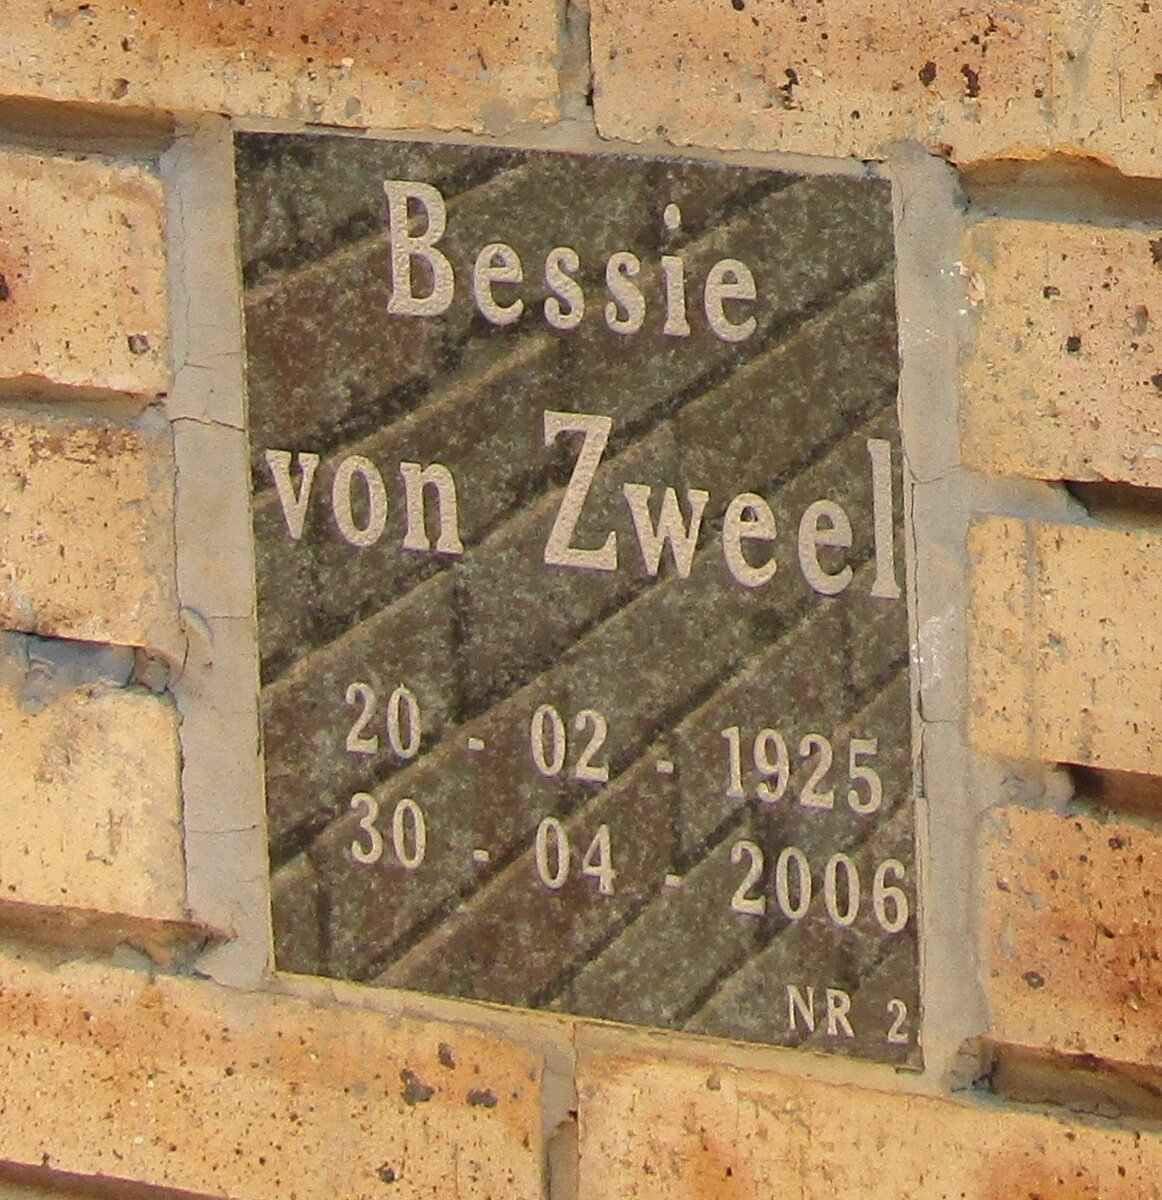 Bessie
von Zweel
20 - 02 - 1925
30 - 04 - 2006
NR 2